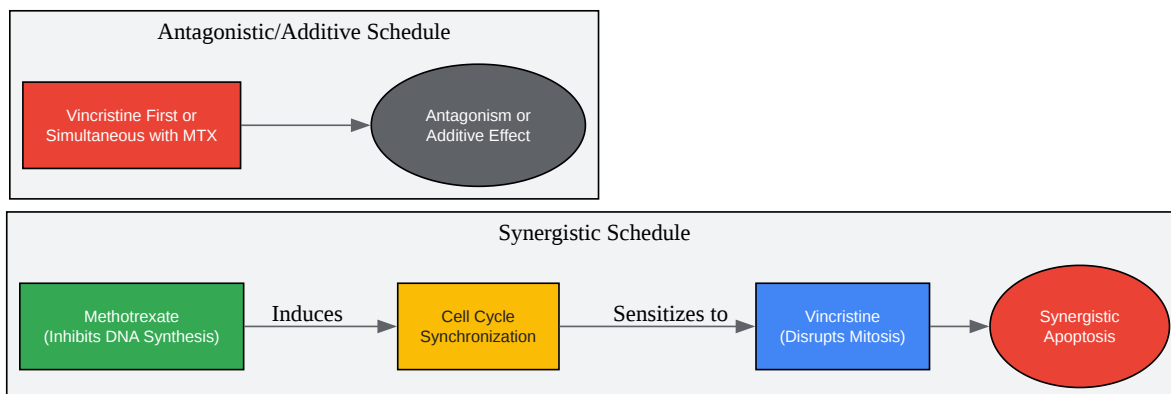 Antagonistic/Additive Schedule
Vincristine First or
Simultaneous with MTX
Antagonism or
Additive Effect
Synergistic Schedule
Methotrexate
(Inhibits DNA Synthesis)
Induces
Cell Cycle
Synchronization
Sensitizes to
Vincristine
(Disrupts Mitosis)
Synergistic
Apoptosis